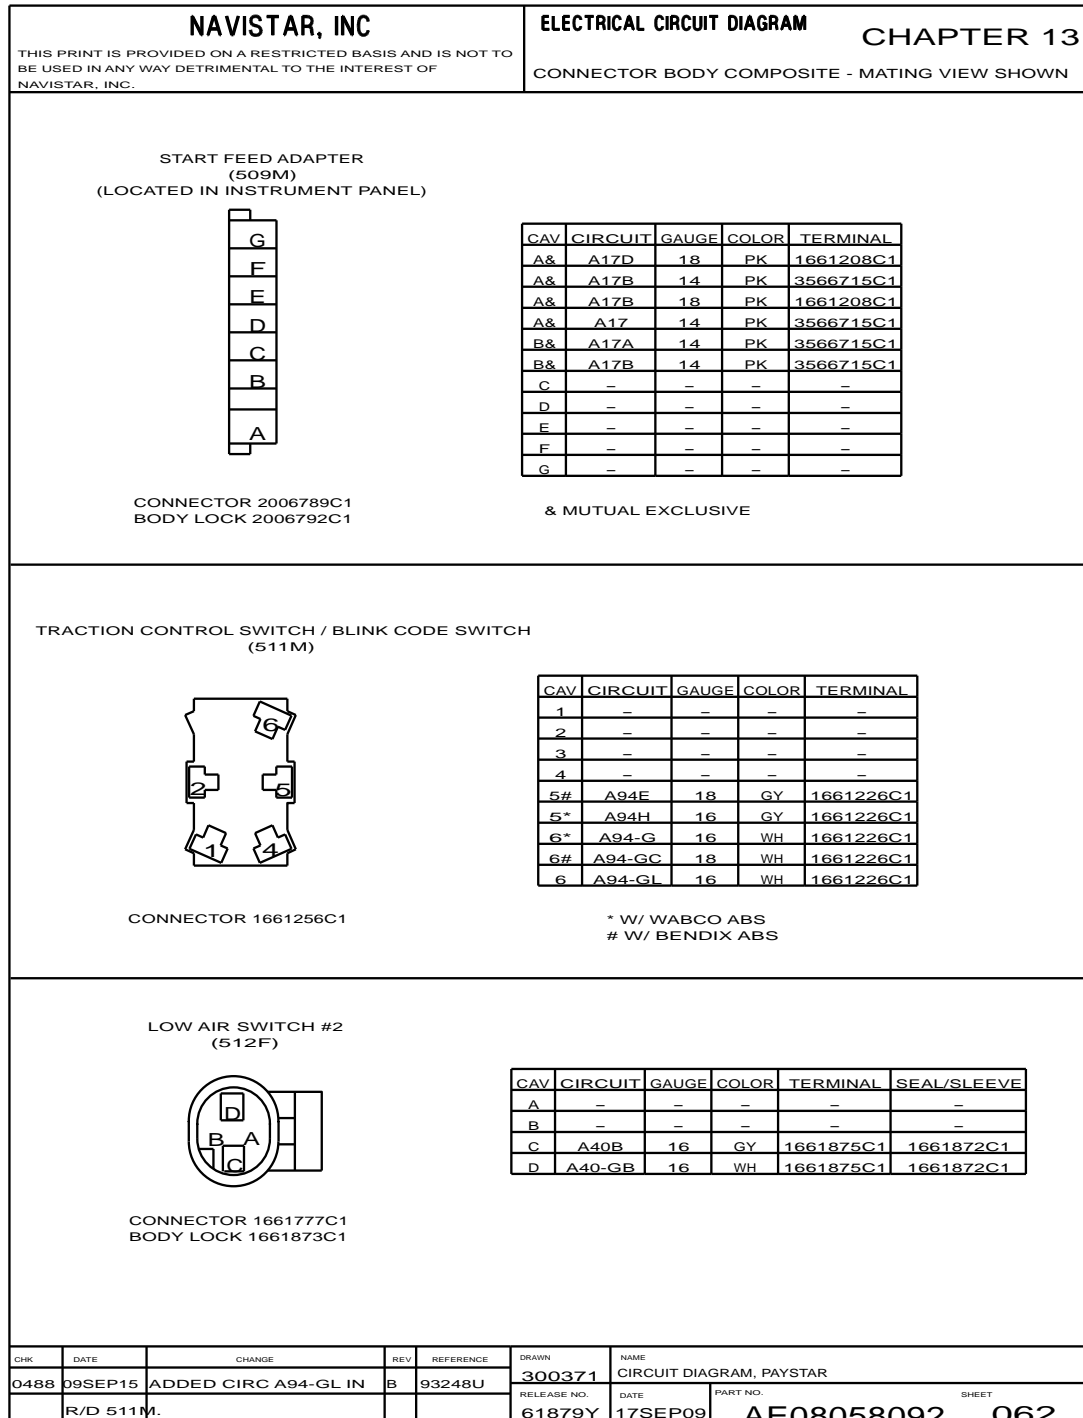 NAVISTAR, INC
THIS PRINT IS PROVIDED ON A RESTRICTED BASIS AND IS NOT TO
BE USED IN ANY WAY DETRIMENTAL TO THE INTEREST OF
NAVISTAR, INC.
ELECTRICAL CIRCUIT DIAGRAM
CHAPTER 13
CONNECTOR BODY COMPOSITE - MATING VIEW SHOWN
START FEED ADAPTER
(509M)
(LOCATED IN INSTRUMENT PANEL)
G
F
E
D
C
B
A
CONNECTOR 2006789C1
BODY LOCK 2006792C1
CAV CIRCUIT GAUGE COLOR TERMINAL
A& A17D 18 PK 1661208C1
A& A17B 14 PK 3566715C1
A& A17B 18 PK 1661208C1
A& A17 14 PK 3566715C1
B& A17A 14 PK 3566715C1
B& A17B 14 PK 3566715C1
C – – – –
D – – – –
E – – – –
F – – – –
G – – – –
& MUTUAL EXCLUSIVE
TRACTION CONTROL SWITCH / BLINK CODE SWITCH
(511M)
6
2 5
1 4
CONNECTOR 1661256C1
CAV CIRCUIT GAUGE COLOR TERMINAL
1 – – – –
2 – – – –
3 – – – –
4 – – – –
5# A94E 18 GY 1661226C1
5* A94H 16 GY 1661226C1
6* A94-G 16 WH 1661226C1
6# A94-GC 18 WH 1661226C1
6 A94-GL 16 WH 1661226C1
* W/ WABCO ABS
# W/ BENDIX ABS
LOW AIR SWITCH #2
(512F)
D
B A
C
CONNECTOR 1661777C1
BODY LOCK 1661873C1
CAV CIRCUIT GAUGE COLOR TERMINAL SEAL/SLEEVE
A – – – – –
B – – – – –
C A40B 16 GY 1661875C1 1661872C1
D A40-GB 16 WH 1661875C1 1661872C1
CHK DATE CHANGE REV REFERENCE
0488 09SEP15 ADDED CIRC A94-GL IN B 93248U
R/D 511M.
DRAWN
300371
NAME
CIRCUIT DIAGRAM, PAYSTAR
RELEASE NO.
61879Y
DATE
17SEP09
PART NO.
AE08058092
SHEET
062